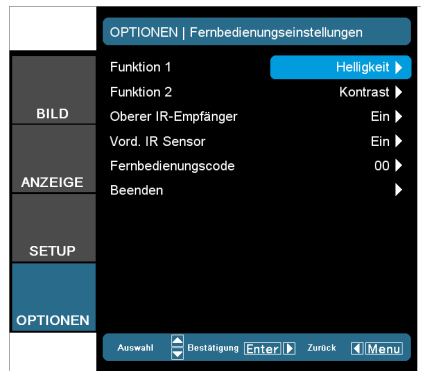 OPTIONEN | Fernbedienungseinstellungen
Funktion 1 Helligkeit
Funktion 2 Kontrast
Oberer IR-Empfänger Ein
Vord. IR Sensor Ein
Fernbedienungscode 00
Beenden
BILD
ANZEIGE
SETUP
OPTIONEN
Auswahl Bestätigung Enter Zurück Menu